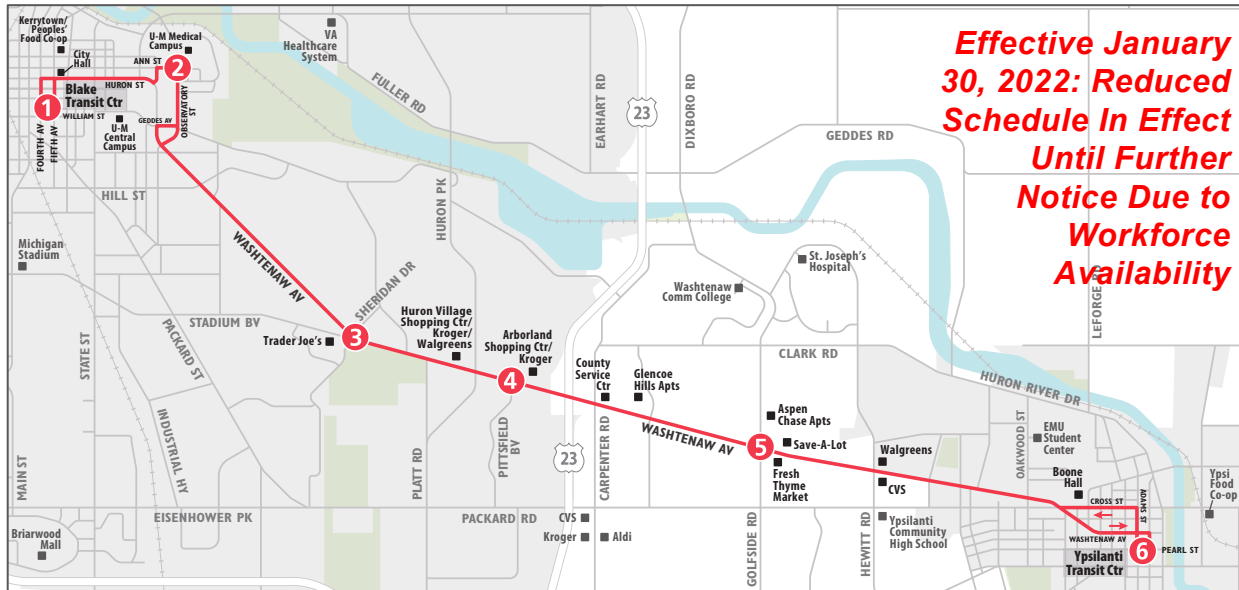 Effective January
30, 2022: Reduced
Schedule In Effect
Until Further
Notice Due to
Workforce
Availability
Kerrytown/
Peoples'
Food Co-op
City
Hall
U-M Medical
Campus
ANN ST
2
HURON ST
Blake
Transit Ctr
1
WILLIAM ST
U-M
Central
Campus
GEDDES AV
OBSERVATORY
ST
FOURTH AV
FIFTH AV
HILL ST
VA
Healthcare
System
FULLER RD
EARHART RD
23
DIXBORO RD
GEDDES RD
HURON PK
Michigan
Stadium
WASHTENAW AV
SHERIDAN DR
STADIUM BV
STATE ST
PACKARD ST
INDUSTRIAL HY
MAIN ST
Trader Joe's
3
Huron Village
Shopping Ctr/
Kroger/
Walgreens
Arborland
Shopping Ctr/
Kroger
4
PITTSFIELD
BV
PLATT RD
EISENHOWER PK
Briarwood
Mall
PACKARD RD
23
CVS
Kroger
Aldi
CARPENTER RD
County
Service
Ctr
Glencoe
Hills Apts
WASHTENAW AV
Washtenaw
Comm College
St. Joseph's
Hospital
CLARK RD
LEFORGE RD
HURON RIVER DR
Aspen
Chase Apts
Save-A-Lot
5
Fresh
Thyme
Market
GOLFSIDE RD
Walgreens
CVS
HEWITT RD
Ypsilanti
Community
High School
OAKWOOD ST
EMU
Student
Center
Boone
Hall
CROSS ST
ADAMS ST
WASHTENAW AV
6
PEARL ST
Ypsilanti
Transit Ctr
Ypsi
Food
Co-op